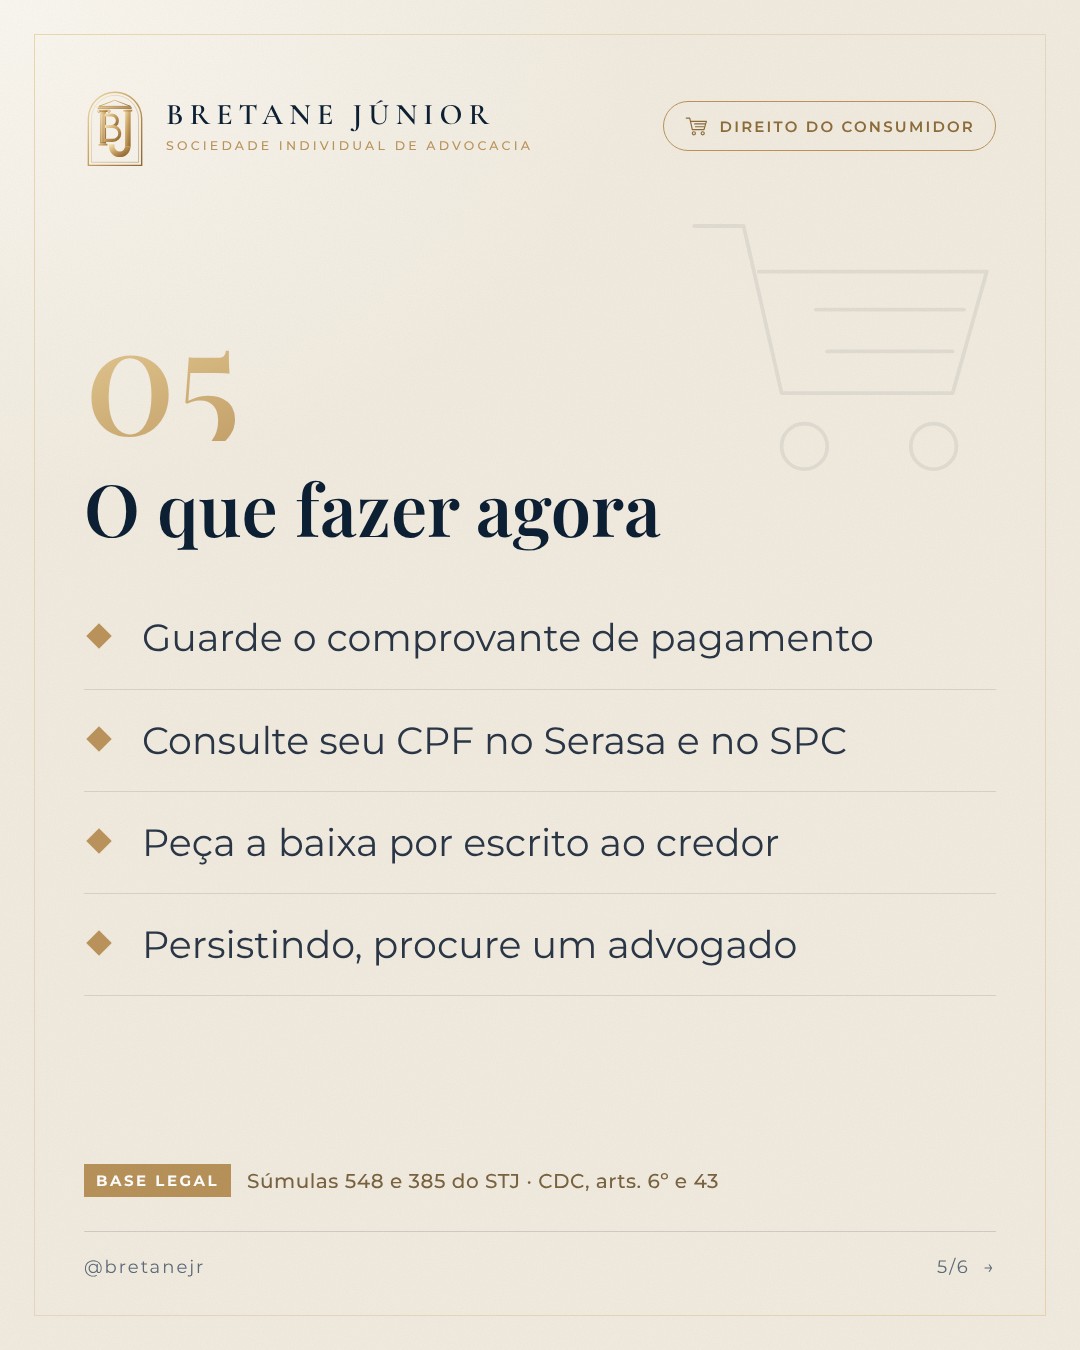 BJ
BRETANE JÚNIOR
SOCIEDADE INDIVIDUAL DE ADVOCACIA
DIREITO DO CONSUMIDOR
05
O que fazer agora
Guarde o comprovante de pagamento
Consulte seu CPF no Serasa e no SPC
Peça a baixa por escrito ao credor
Persistindo, procure um advogado
BASE LEGAL
Súmulas 548 e 385 do STJ · CDC, arts. 6º e 43
@bretanejr
5/6 →